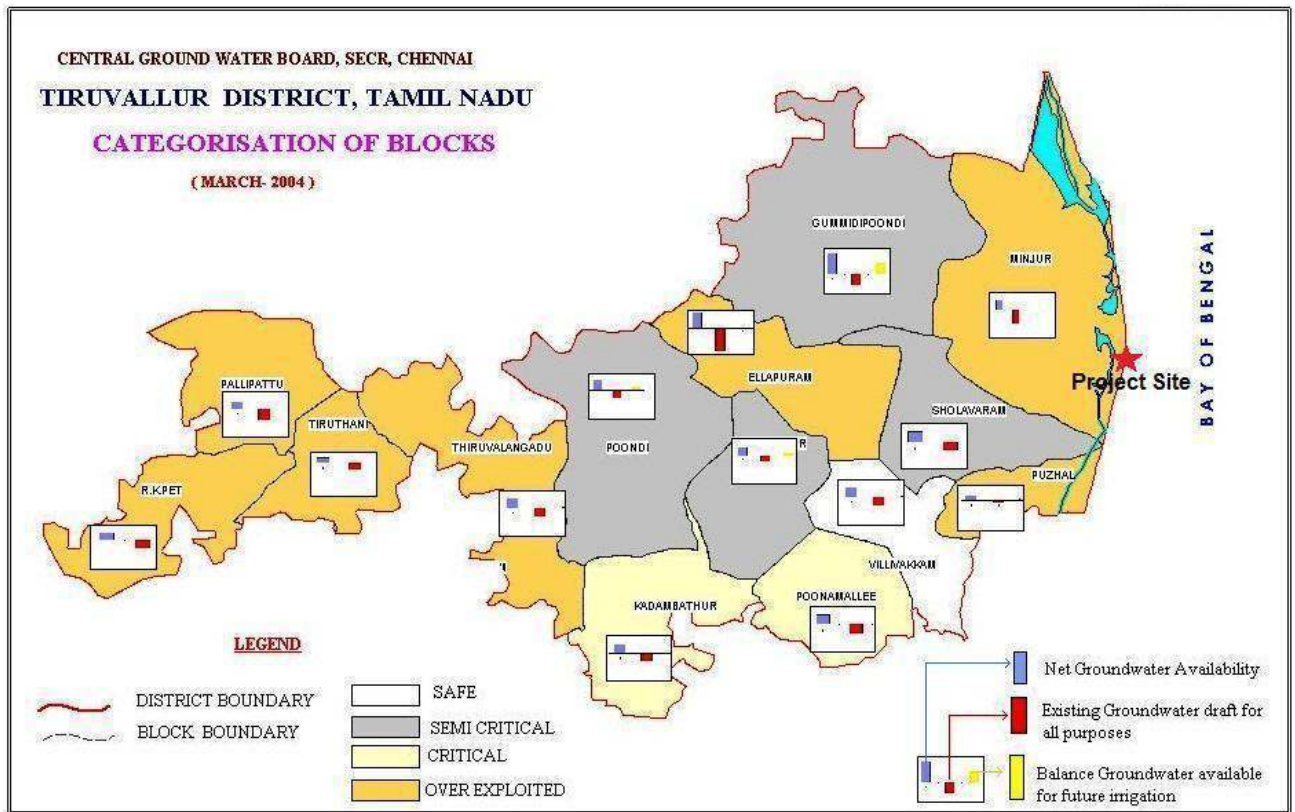 CENTRAL GROUND WATER BOARD, SECR, CHENNAI
TIRUVALLUR DISTRICT, TAMIL NADU
CATEGORISATION OF BLOCKS
( MARCH- 2004 )
GUMMIDIPOONDI
MINJUR
BAY OF BENGAL
Project Site
ELLAPURAM
PALLIPATTU
TIRUTHANI
SHOLAVARAM
THIRUVALANGADU
POONDI
R
PUZHAL
R.K.PET
VILLIVAKKAM
POONAMALLEE
KADAMBATHUR
LEGEND
DISTRICT BOUNDARY
BLOCK BOUNDARY
SAFE
SEMI CRITICAL
CRITICAL
OVER EXPLOITED
Net Groundwater Availability
Existing Groundwater draft for
all purposes
Balance Groundwater available
for future irrigation